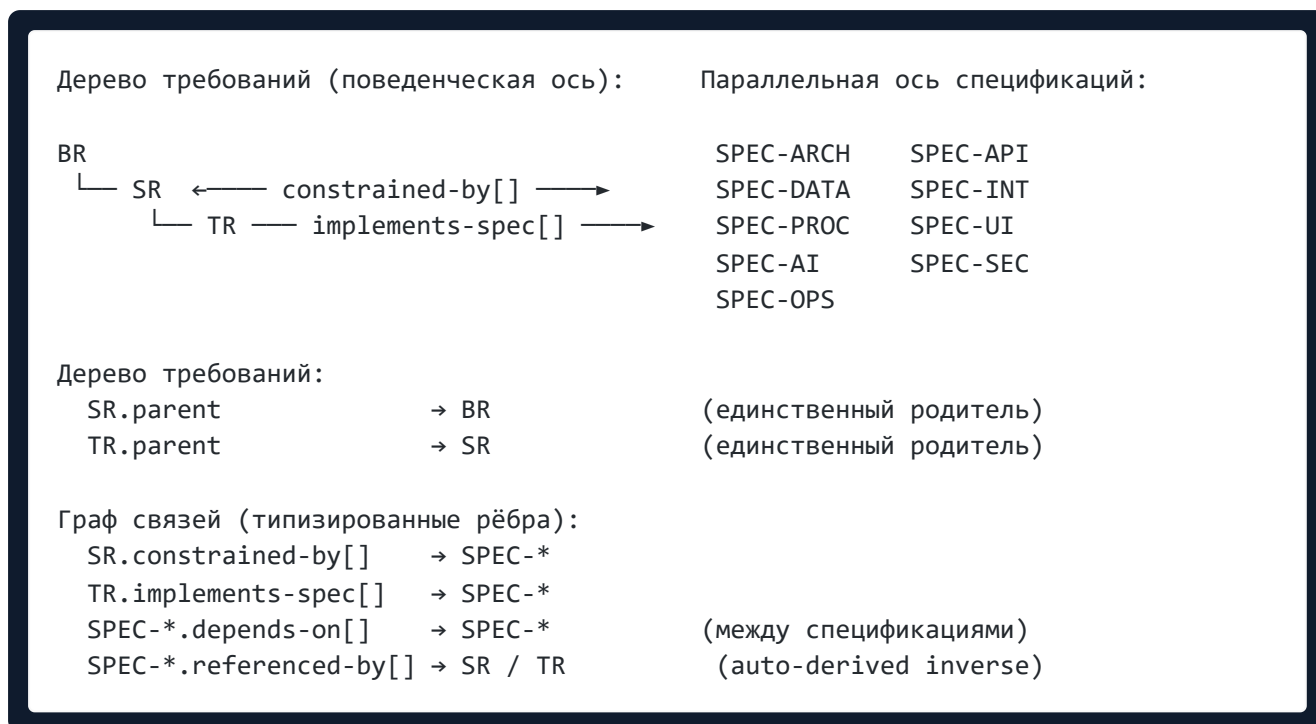 Дерево требований (поведенческая ось):     Параллельная ось спецификаций:
BR                                          SPEC-ARCH    SPEC-API
└── SR  ←──── constrained-by[] ────►       SPEC-DATA    SPEC-INT
└── TR ─── implements-spec[] ────►    SPEC-PROC    SPEC-UI
SPEC-AI      SPEC-SEC
SPEC-OPS
Дерево требований:
SR.parent              → BR              (единственный родитель)
TR.parent              → SR              (единственный родитель)
Граф связей (типизированные рёбра):
SR.constrained-by[]    → SPEC-*
TR.implements-spec[]   → SPEC-*
SPEC-*.depends-on[]    → SPEC-*          (между спецификациями)
SPEC-*.referenced-by[] → SR / TR          (auto-derived inverse)